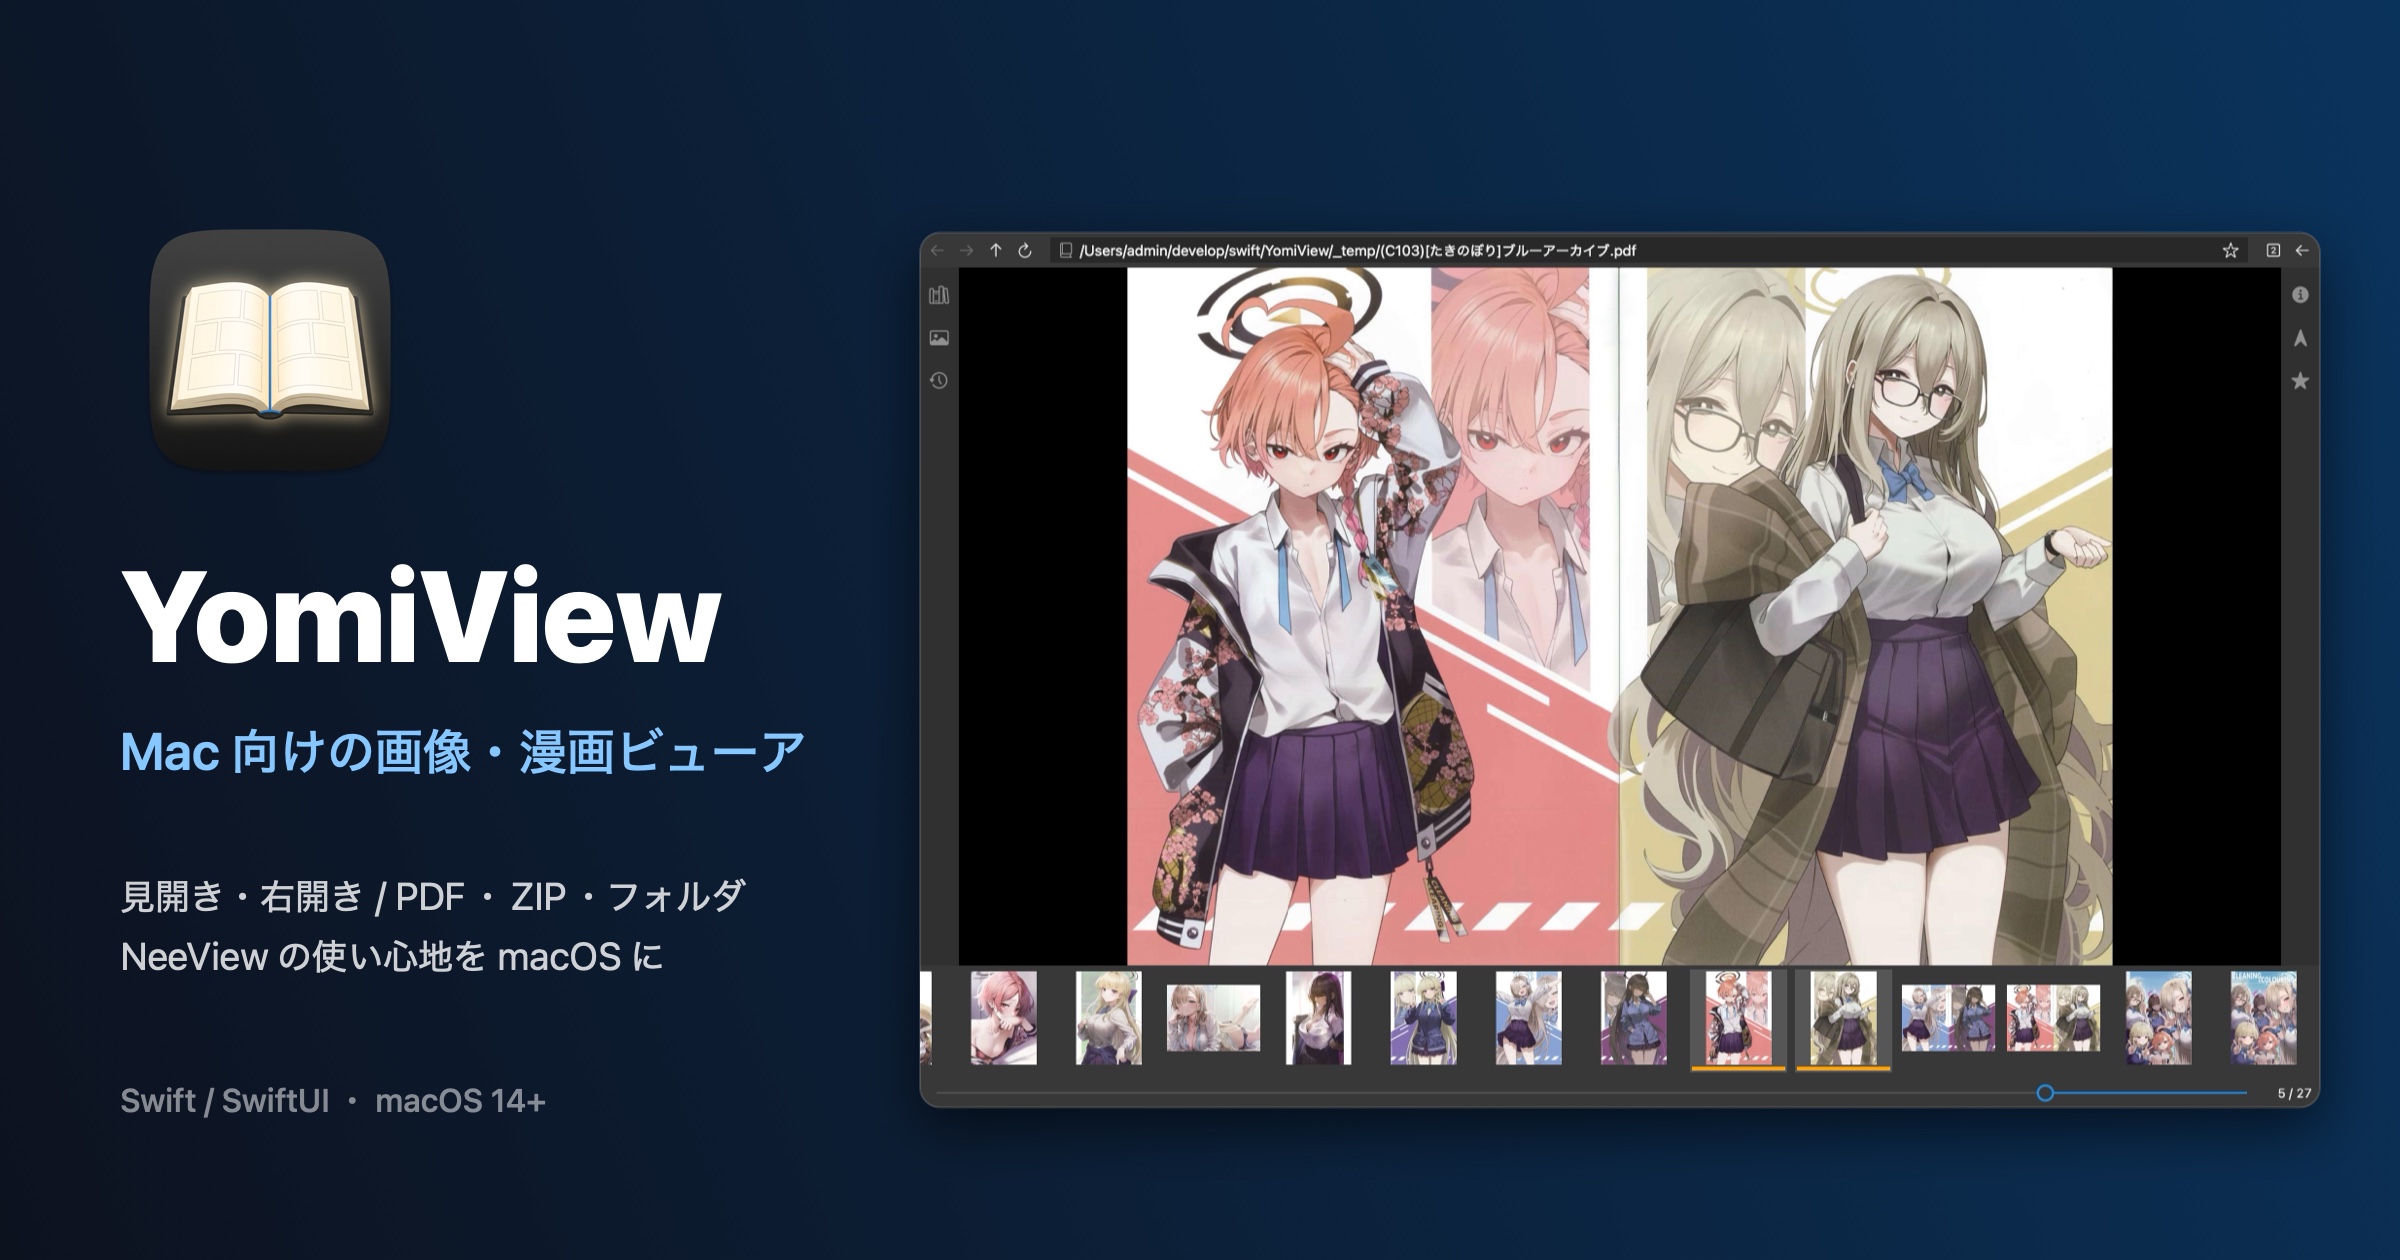 YomiView
Mac 向けの画像・漫画ビューア
見開き・右開き / PDF ・ ZIP ・フォルダ
NeeView の使い心地を macOS に
Swift / SwiftUI ・ macOS 14+
/Users/admin/develop/swift/YomiView/_temp/(C103)[たきのぼり]ブルーアーカイブ.pdf
2
5 / 27